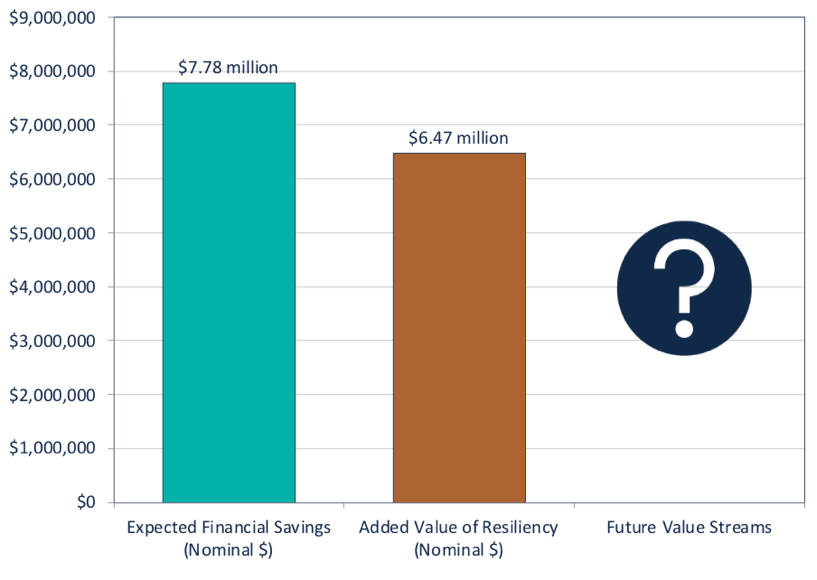 $9,000,000
$8,000,000
$7,000,000
$6,000,000
$5,000,000
$4,000,000
$3,000,000
$2,000,000
$1,000,000
$0
$7.78 million
$6.47 million
?
Expected Financial Savings
(Nominal $)
Added Value of Resiliency
(Nominal $)
Future Value Streams